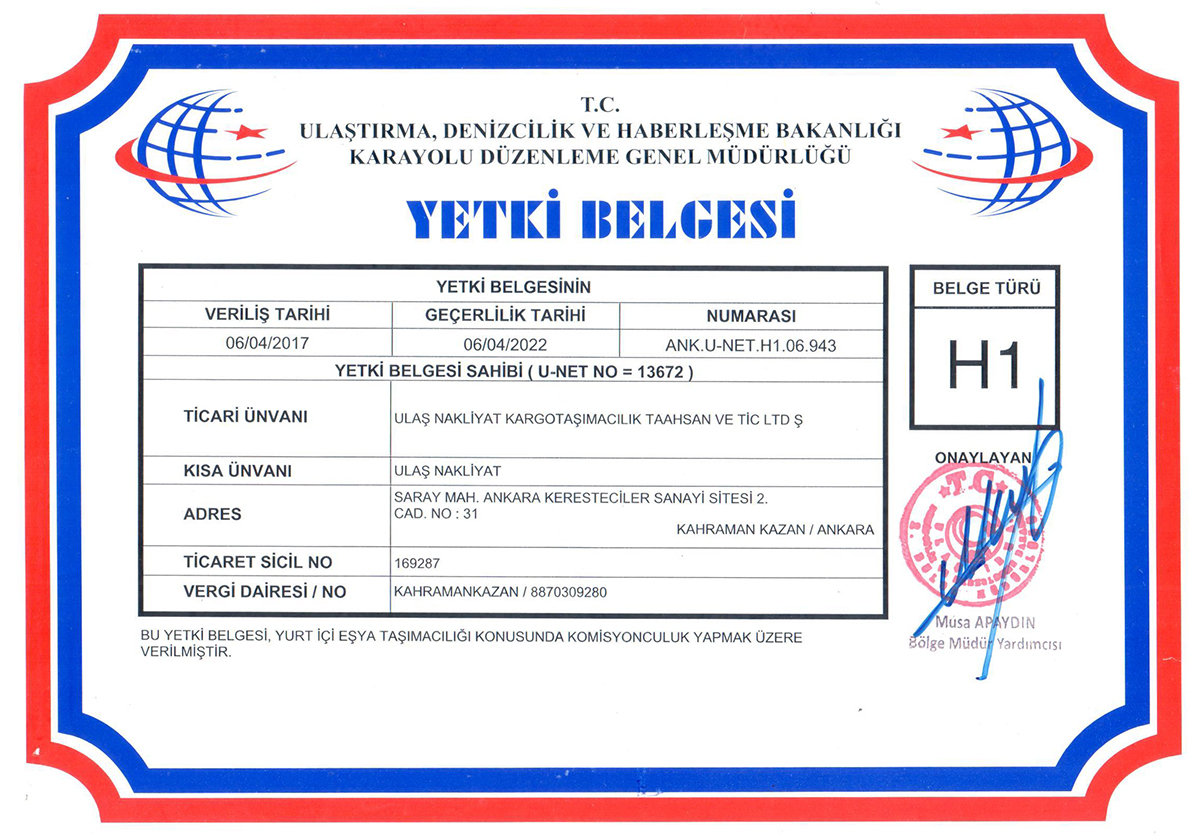 T.C.
ULAŞTIRMA, DENİZCİLİK VE HABERLEŞME BAKANLIĞI
KARAYOLU DÜZENLEME GENEL MÜDÜRLÜĞÜ
YETKİ BELGESİ
YETKİ BELGESİNİN
VERİLİŞ TARİHİ GEÇERLİLİK TARİHİ NUMARASI
06/04/2017 06/04/2022 ANK.U-NET.H1.06.943
YETKİ BELGESİ SAHİBİ ( U-NET NO = 13672 )
TİCARİ ÜNVANI ULAŞ NAKLİYAT KARGOTAŞIMACILIK TAAHSAN VE TİC LTD Ş
KISA ÜNVANI ULAŞ NAKLİYAT
ADRES SARAY MAH. ANKARA KERESTECİLER SANAYİ SİTESİ 2.
CAD. NO : 31
KAHRAMAN KAZAN / ANKARA
TİCARET SİCİL NO 169287
VERGİ DAİRESİ / NO KAHRAMANKAZAN / 8870309280
BU YETKİ BELGESİ, YURT İÇİ EŞYA TAŞIMACILIĞI KONUSUNDA KOMİSYONCULUK YAPMAK ÜZERE
VERİLMİŞTİR.
BELGE TÜRÜ
H1
ONAYLAYAN
T.C.
Musa APAYDIN
Bölge Müdür Yardımcısı